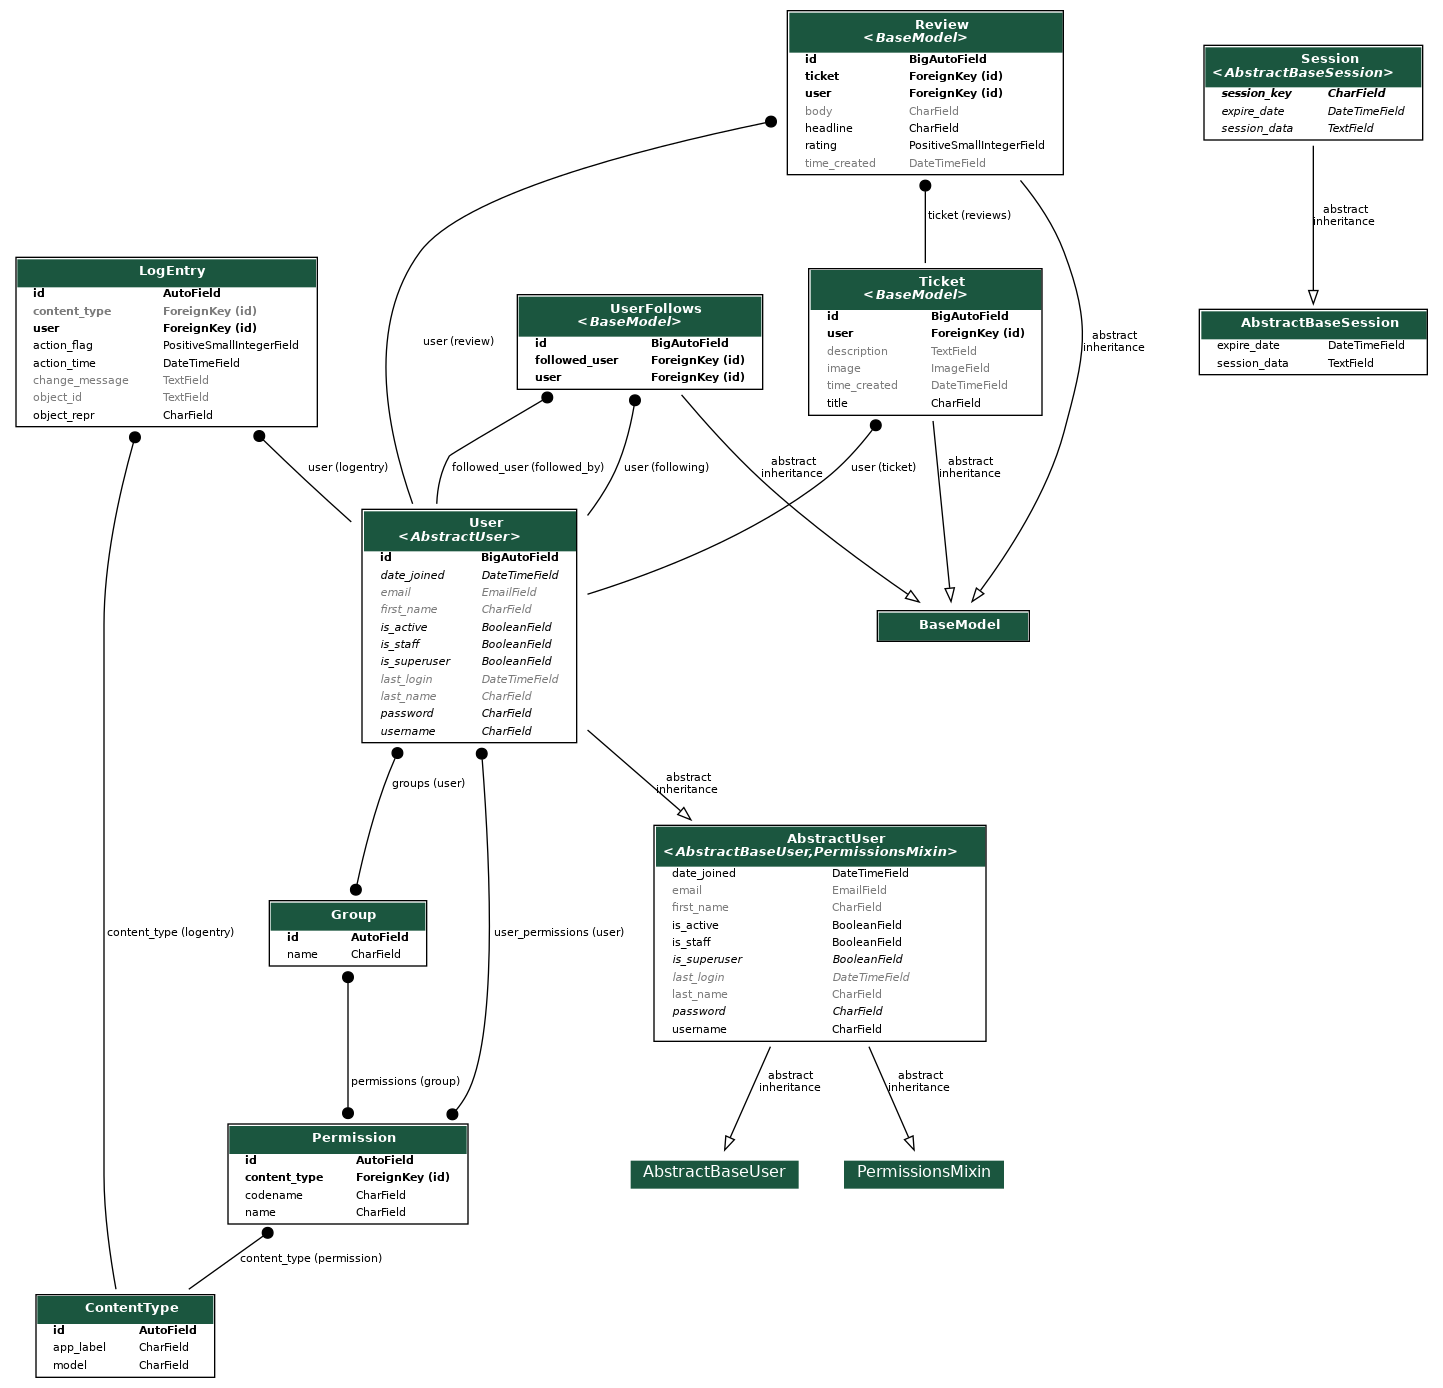 Review
<BaseModel>
id BigAutoField
ticket ForeignKey (id)
user ForeignKey (id)
body CharField
headline CharField
rating PositiveSmallIntegerField
time_created DateTimeField
Session
<AbstractBaseSession>
session_key CharField
expire_date DateTimeField
session_data TextField
ticket (reviews)
abstract
inheritance
LogEntry
id AutoField
content_type ForeignKey (id)
user ForeignKey (id)
action_flag PositiveSmallIntegerField
action_time DateTimeField
change_message TextField
object_id TextField
object_repr CharField
user (review)
UserFollows
<BaseModel>
id BigAutoField
followed_user ForeignKey (id)
user ForeignKey (id)
Ticket
<BaseModel>
id BigAutoField
user ForeignKey (id)
description TextField
image ImageField
time_created DateTimeField
title CharField
abstract
inheritance
AbstractBaseSession
expire_date DateTimeField
session_data TextField
user (logentry)
followed_user (followed_by)
user (following)
abstract
inheritance
user (ticket)
abstract
inheritance
User
<AbstractUser>
id BigAutoField
date_joined DateTimeField
email EmailField
first_name CharField
is_active BooleanField
is_staff BooleanField
is_superuser BooleanField
last_login DateTimeField
last_name CharField
password CharField
username CharField
BaseModel
groups (user)
abstract
inheritance
AbstractUser
<AbstractBaseUser,PermissionsMixin>
date_joined DateTimeField
email EmailField
first_name CharField
is_active BooleanField
is_staff BooleanField
is_superuser BooleanField
last_login DateTimeField
last_name CharField
password CharField
username CharField
Group
id AutoField
name CharField
content_type (logentry)
user_permissions (user)
permissions (group)
abstract
inheritance
abstract
inheritance
Permission
id AutoField
content_type ForeignKey (id)
codename CharField
name CharField
AbstractBaseUser
PermissionsMixin
content_type (permission)
ContentType
id AutoField
app_label CharField
model CharField